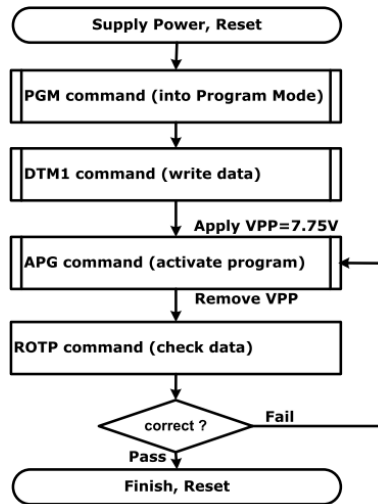 Supply Power, Reset
PGM command (into Program Mode)
DTM1 command (write data)
Apply VPP=7.75V
APG command (activate program)
Remove VPP
ROTP command (check data)
correct ?
Fail
Pass
Finish, Reset